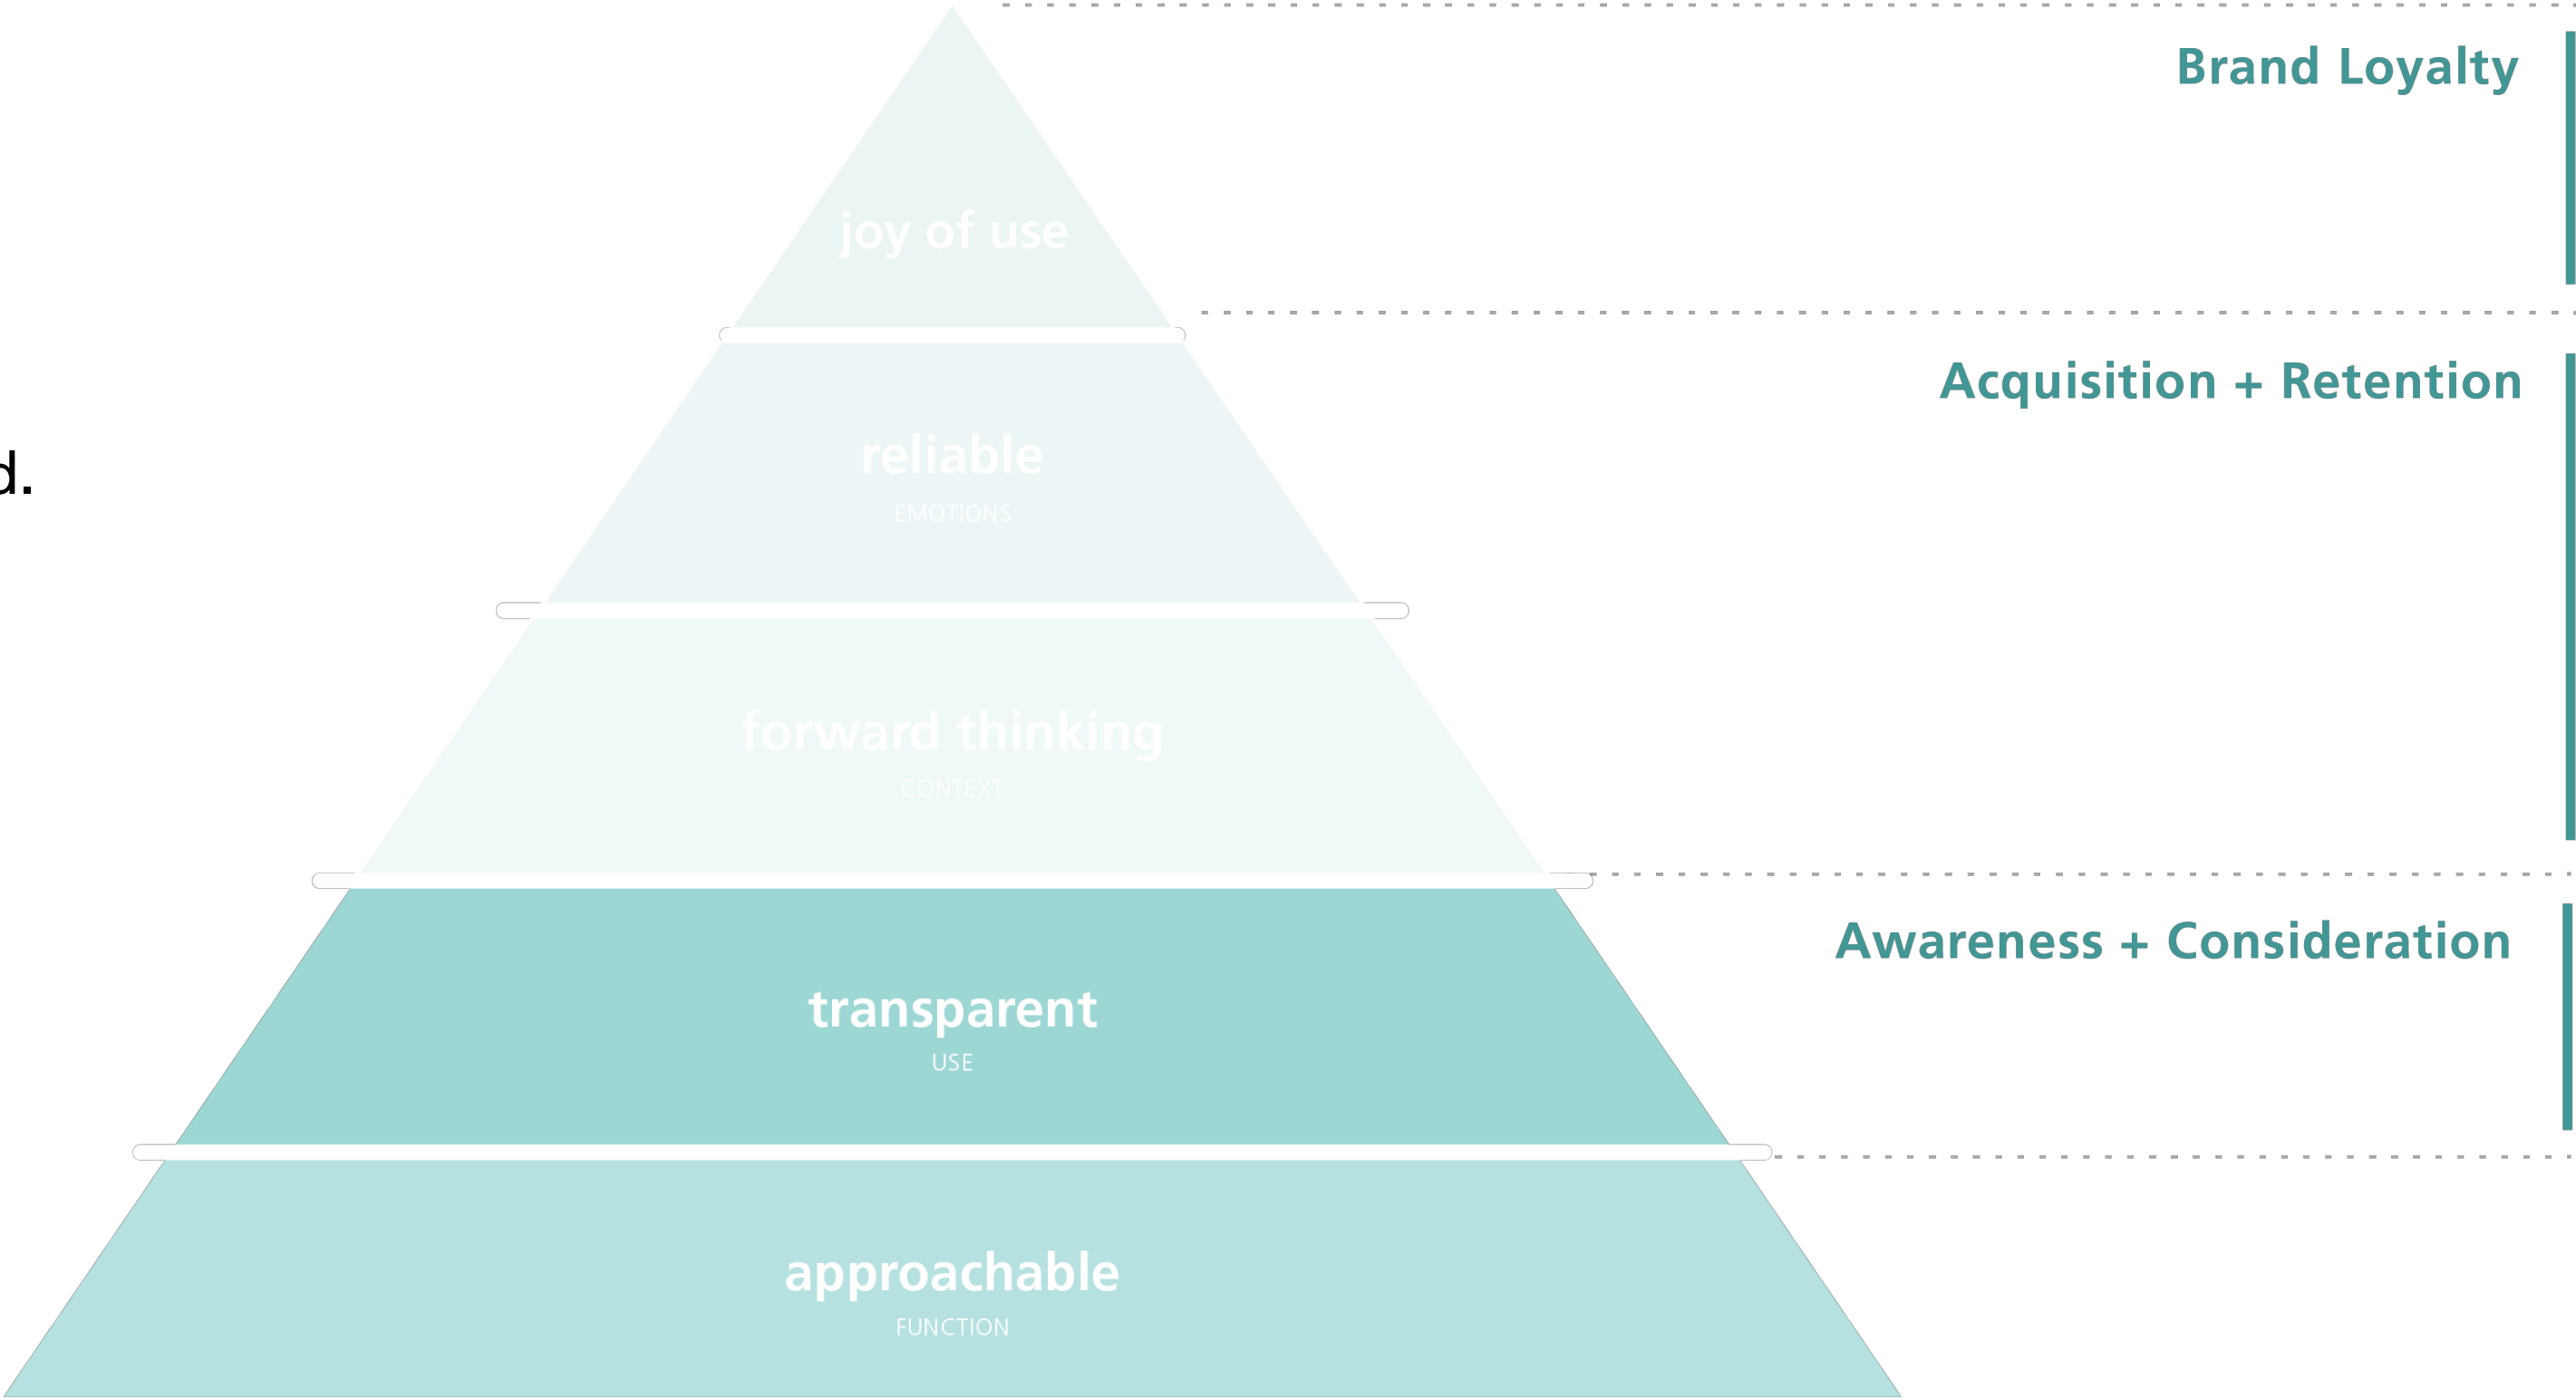 Brand Loyalty
joy of use
Acquisition + Retention
reliable
EMOTIONS
d.
forward thinking
CONTEXT
Awareness + Consideration
transparent
USE
approachable
FUNCTION